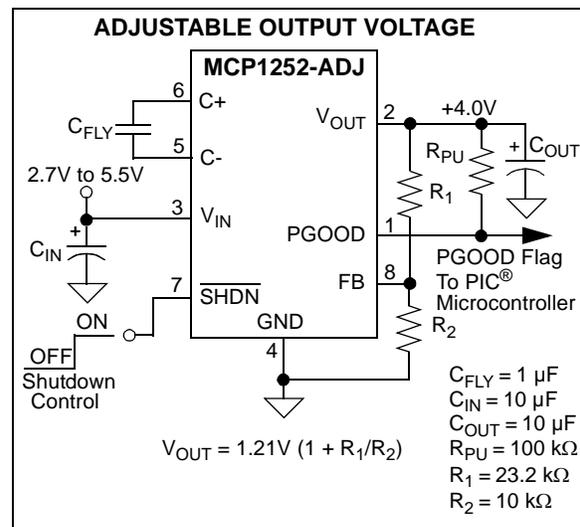 ADJUSTABLE OUTPUT VOLTAGE
MCP1252-ADJ
6
C+
CFLY
5
C-
2.7V to 5.5V
3
VIN
CIN
+
7
SHDN
ON
OFF
Shutdown
Control
GND
4
VOUT
2
+4.0V
RPU
+
COUT
R1
PGOOD
1
PGOOD Flag
To PIC®
Microcontroller
FB
8
R2
VOUT = 1.21V (1 + R1/R2)
CFLY = 1 µF
CIN = 10 µF
COUT = 10 µF
RPU = 100 kΩ
R1 = 23.2 kΩ
R2 = 10 kΩ